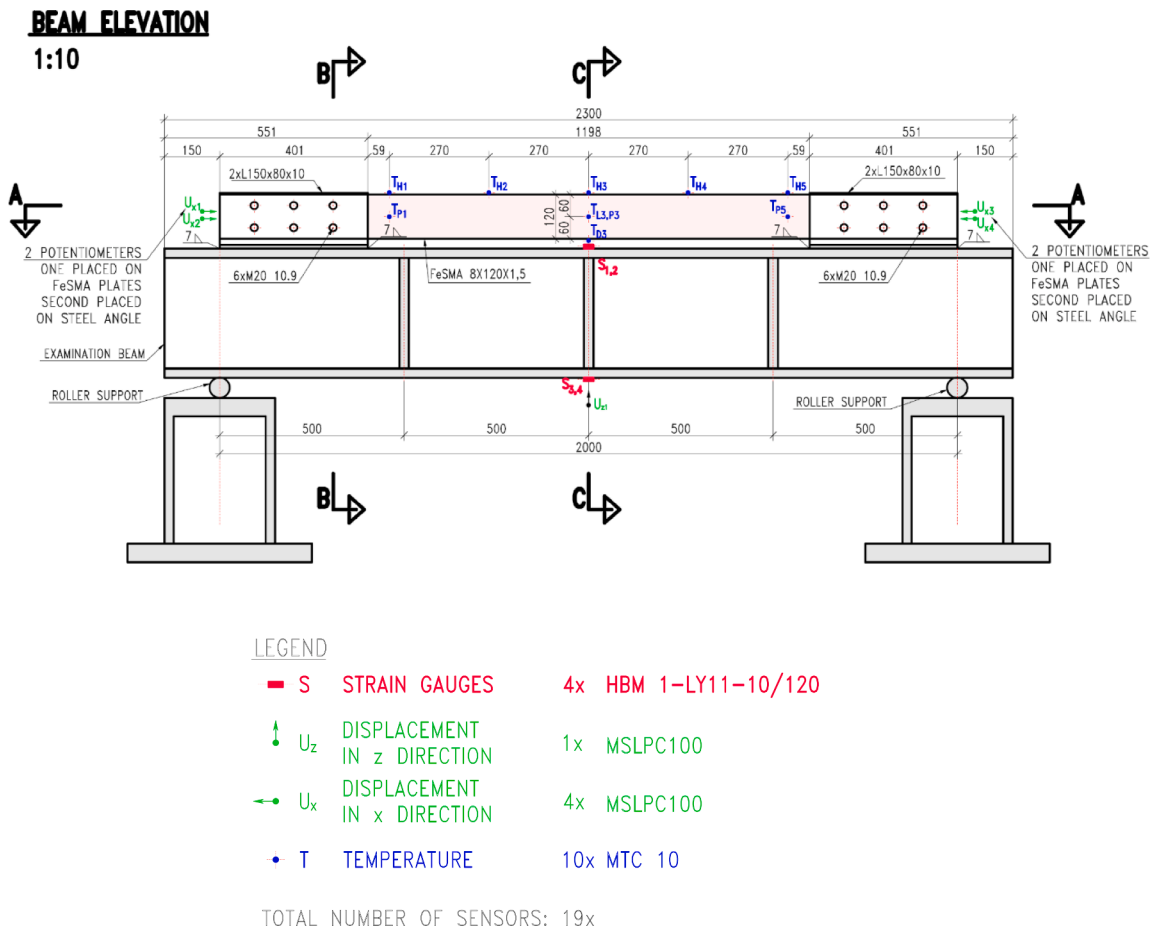 BEAM ELEVATION
1:10
B
C
2300
551
1198
551
150
401
59
270
270
270
270
59
401
150
2xL150x80x10
2xL150x80x10
TH1
TH2
TH3
TH4
TH5
A
A
Ux1
Ux2
TP1
120
60
60
TL3,P3
TP5
Ux3
Ux4
7
7
TD3
7
7
2 POTENTIOMETERS
ONE PLACED ON
FeSMA PLATES
SECOND PLACED
ON STEEL ANGLE
2 POTENTIOMETERS
ONE PLACED ON
FeSMA PLATES
SECOND PLACED
ON STEEL ANGLE
6xM20 10.9
FeSMA 8X120X1,5
S1,2
6xM20 10.9
EXAMINATION BEAM
ROLLER SUPPORT
S3,4
Uz1
ROLLER SUPPORT
500
500
500
500
2000
B
C
LEGEND
S STRAIN GAUGES 4x HBM 1-LY11-10/120
Uz DISPLACEMENT
IN z DIRECTION 1x MSLPC100
Ux DISPLACEMENT
IN x DIRECTION 4x MSLPC100
T TEMPERATURE 10x MTC 10
TOTAL NUMBER OF SENSORS: 19x